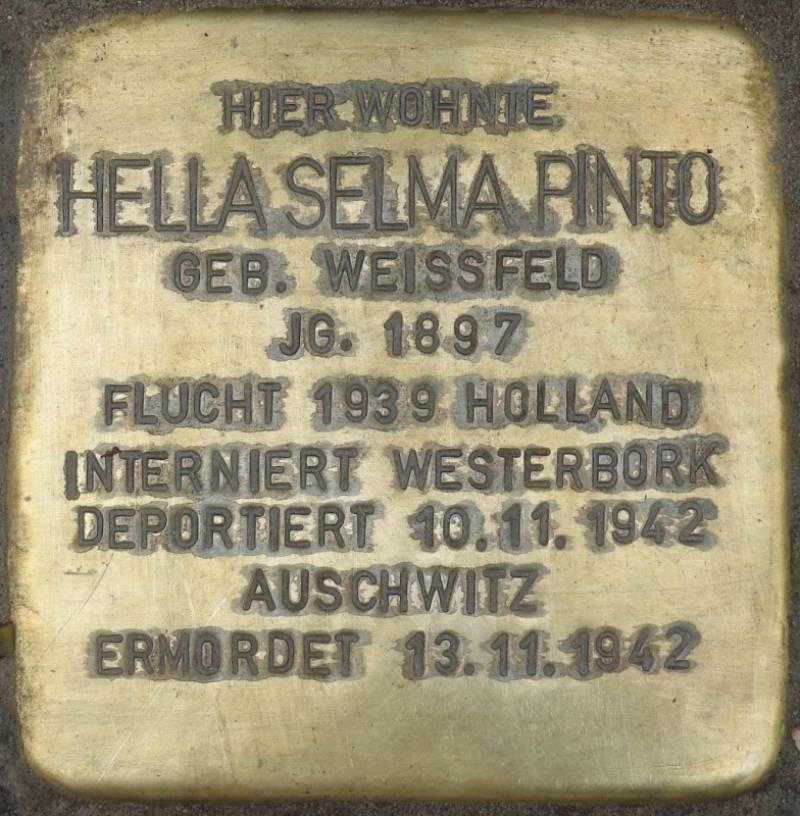 HIER WOHNTE
HELLA SELMA PINTO
GEB. WEISSFELD
JG. 1897
FLUCHT 1939 HOLLAND
INTERNIERT WESTERBORK
DEPORTIERT 10.11.1942
AUSCHWITZ
ERMORDET 13.11.1942